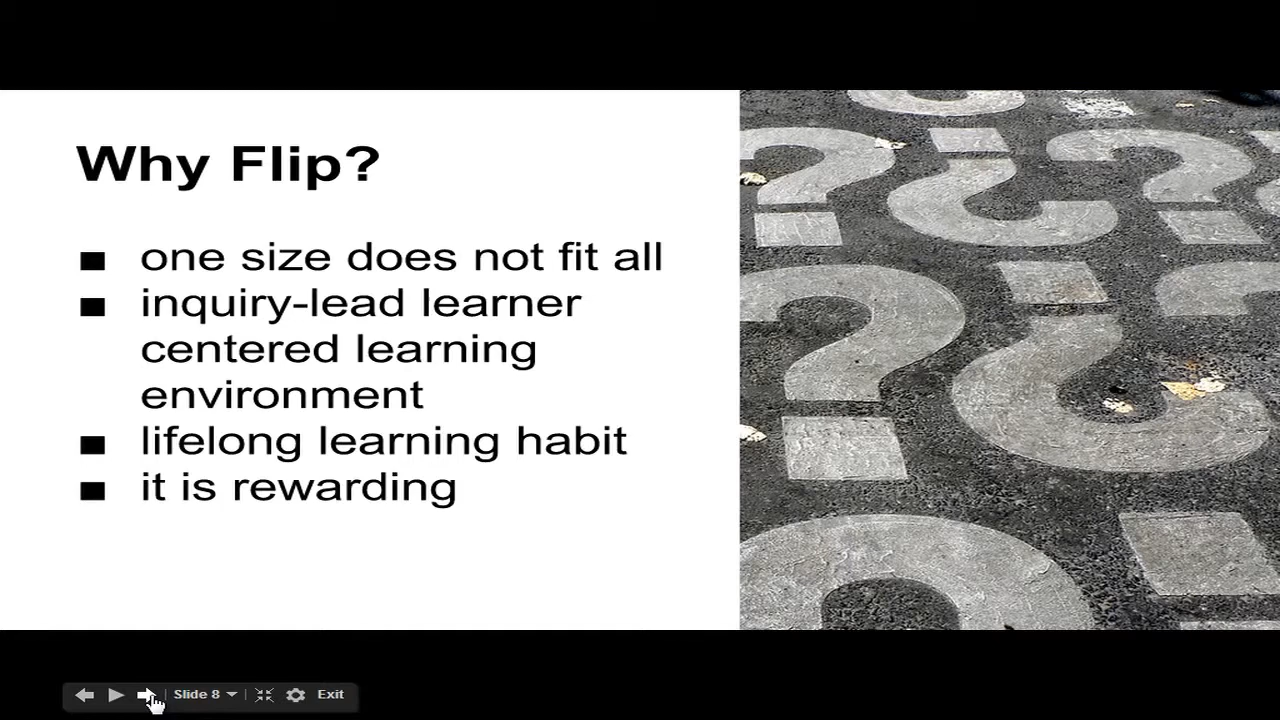 Why Flip?
■ one size does not fit all
■ inquiry-lead learner
centered learning
environment
■ lifelong learning habit
■ it is rewarding
Slide 8
Exit